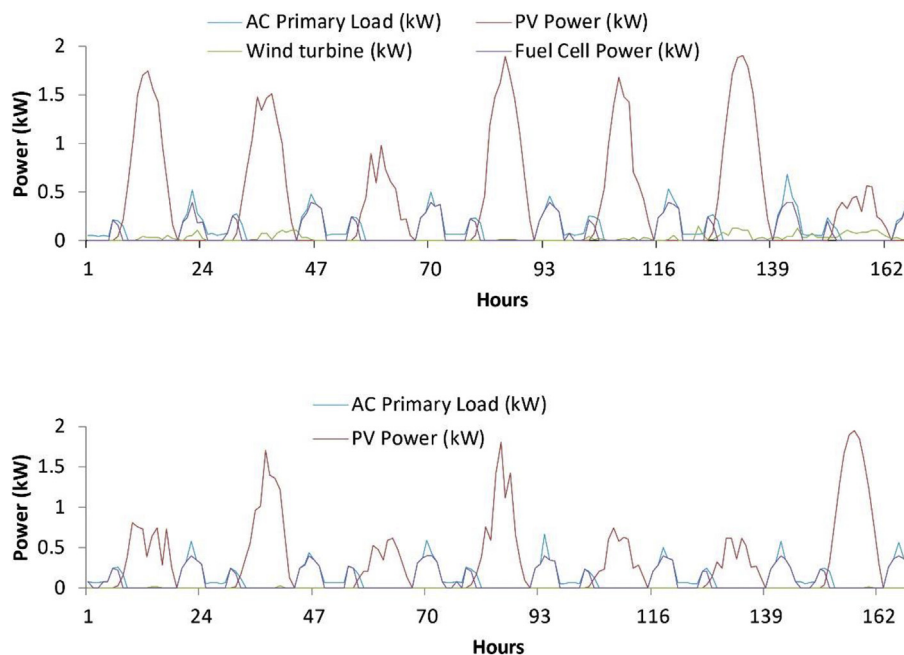 AC Primary Load (kW) PV Power (kW)
Wind turbine (kW) Fuel Cell Power (kW)
2
1.5
1
0.5
0
Power (kW)
1 24 47 70 93 116 139 162
Hours
AC Primary Load (kW)
PV Power (kW)
2
1.5
1
0.5
0
Power (kW)
1 24 47 70 93 116 139 162
Hours